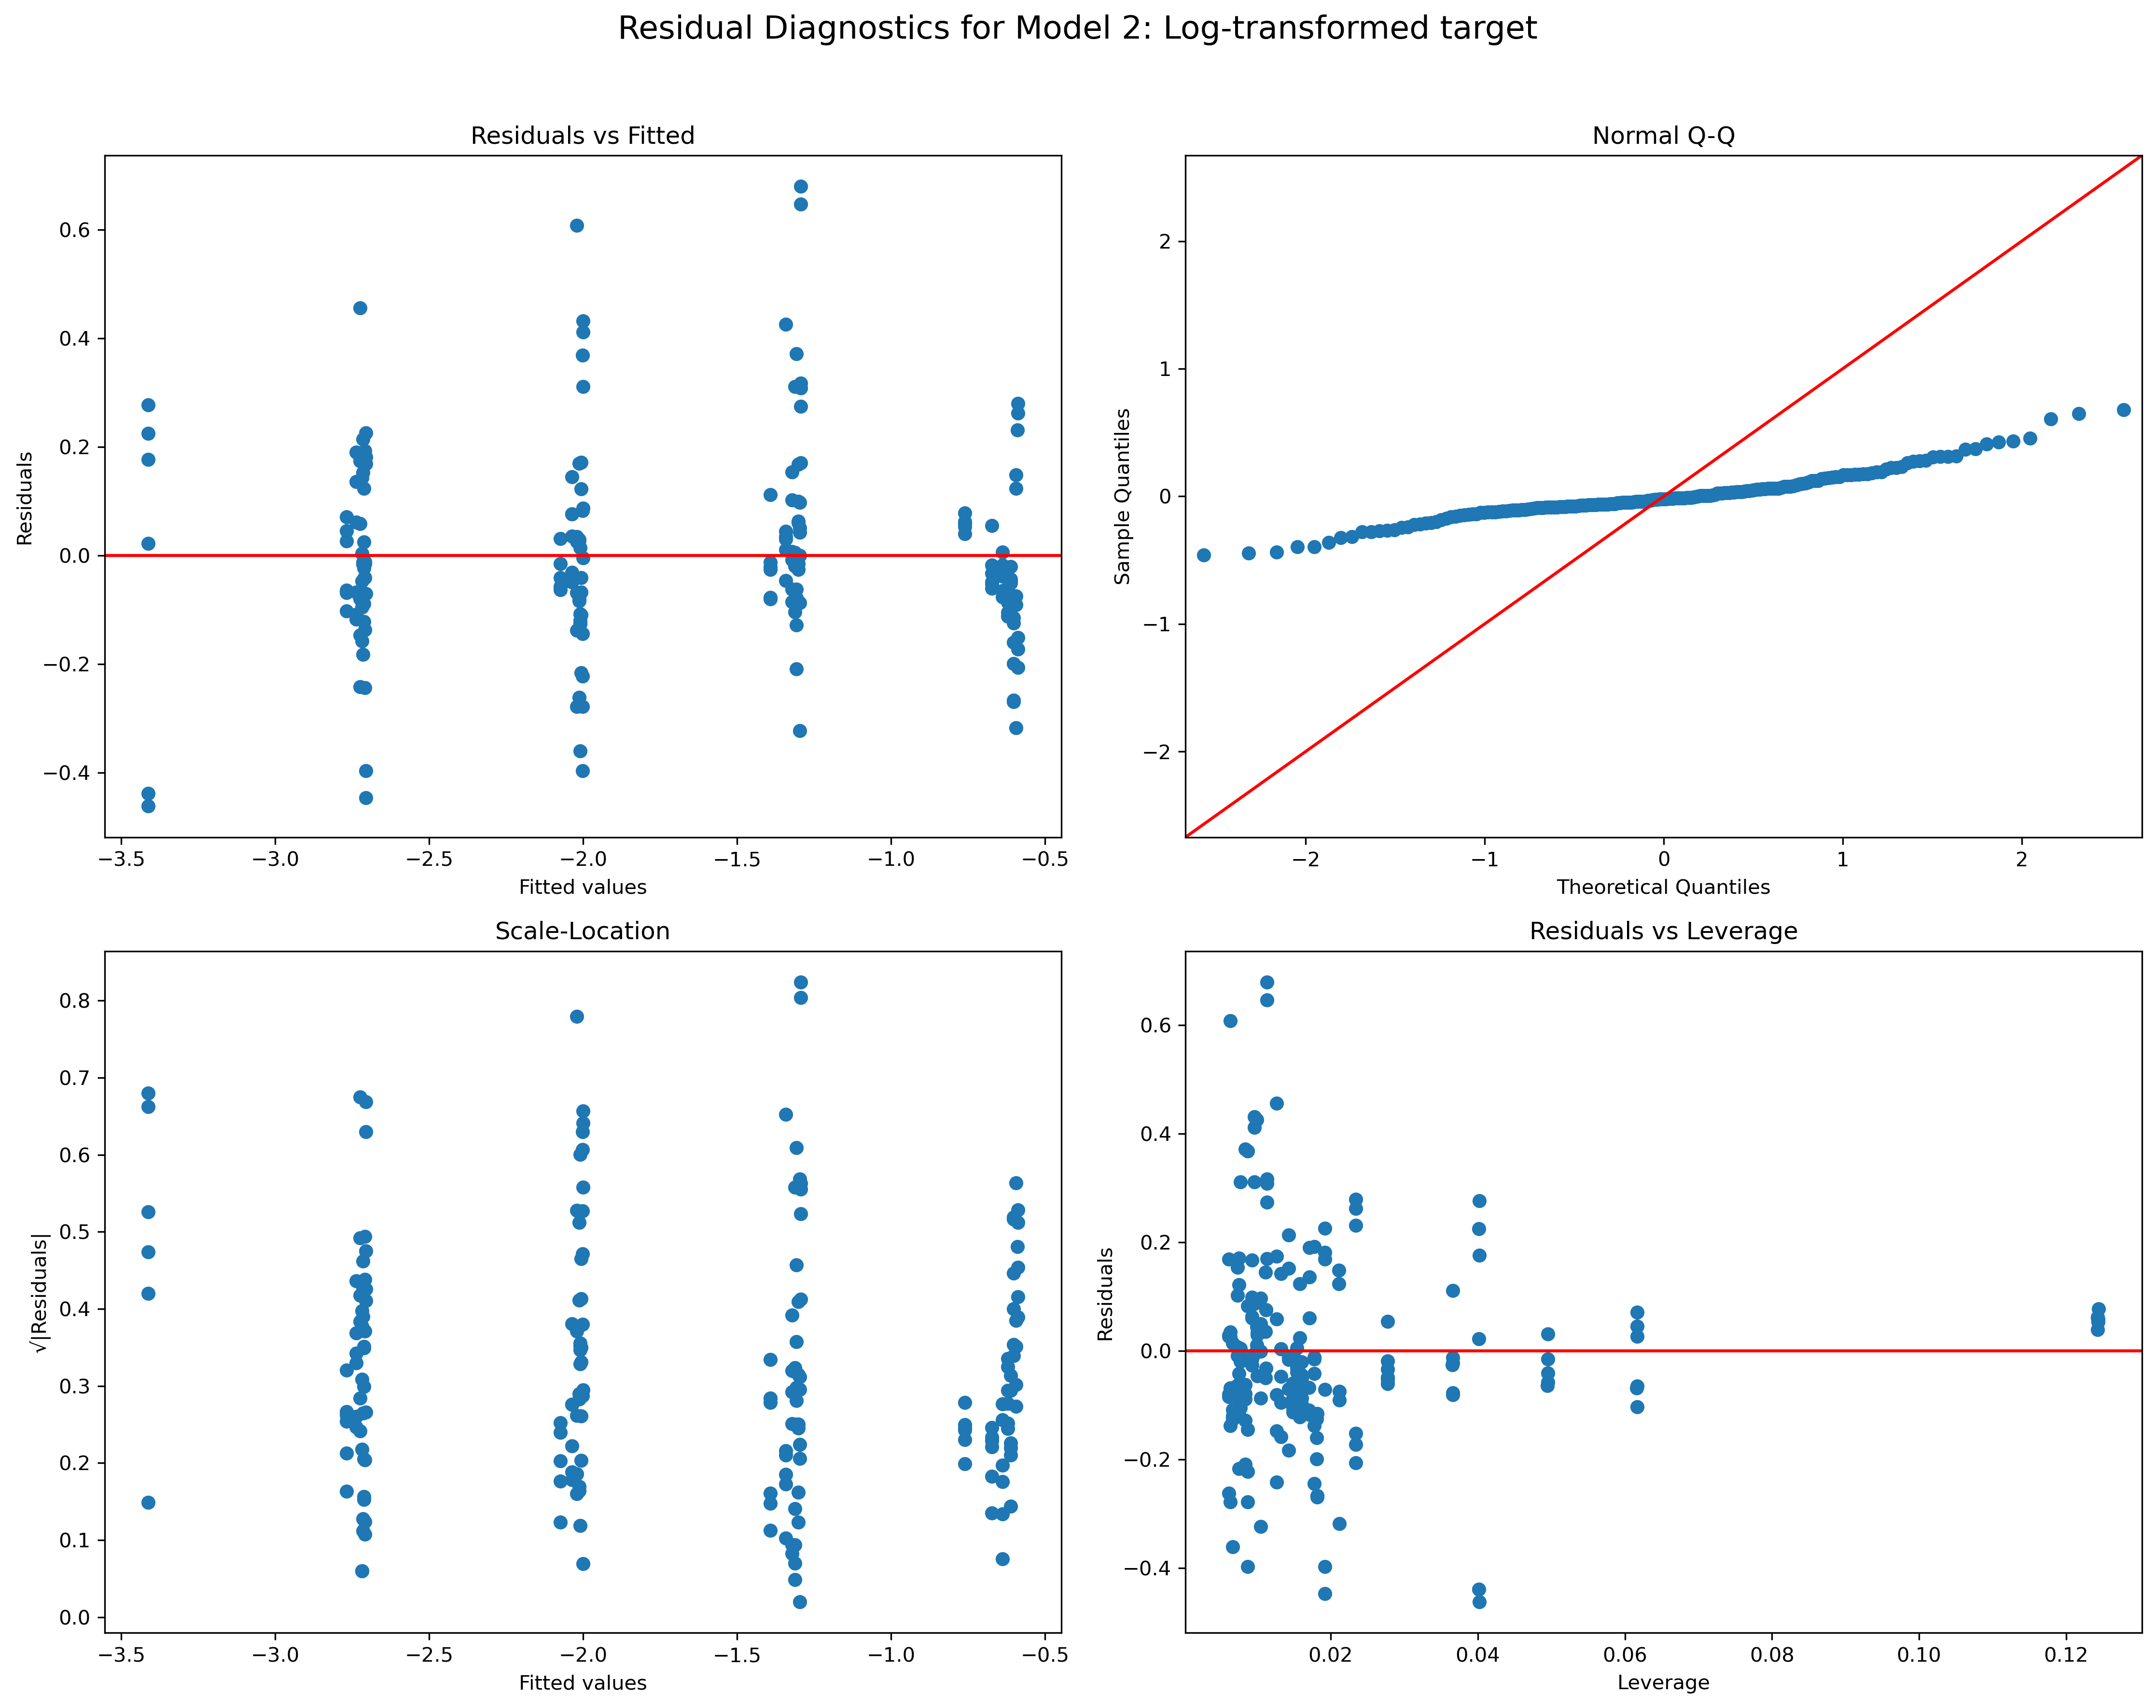 Residual Diagnostics for Model 2: Log-transformed target
Residuals vs Fitted
Residuals
0.6
0.4
0.2
0.0
−0.2
−0.4
−3.5 −3.0 −2.5 −2.0 −1.5 −1.0 −0.5
Fitted values
Normal Q-Q
Sample Quantiles
2
1
0
−1
−2
−2 −1 0 1 2
Theoretical Quantiles
Scale-Location
√|Residuals|
0.8
0.7
0.6
0.5
0.4
0.3
0.2
0.1
0.0
−3.5 −3.0 −2.5 −2.0 −1.5 −1.0 −0.5
Fitted values
Residuals vs Leverage
Residuals
0.6
0.4
0.2
0.0
−0.2
−0.4
0.02 0.04 0.06 0.08 0.10 0.12
Leverage